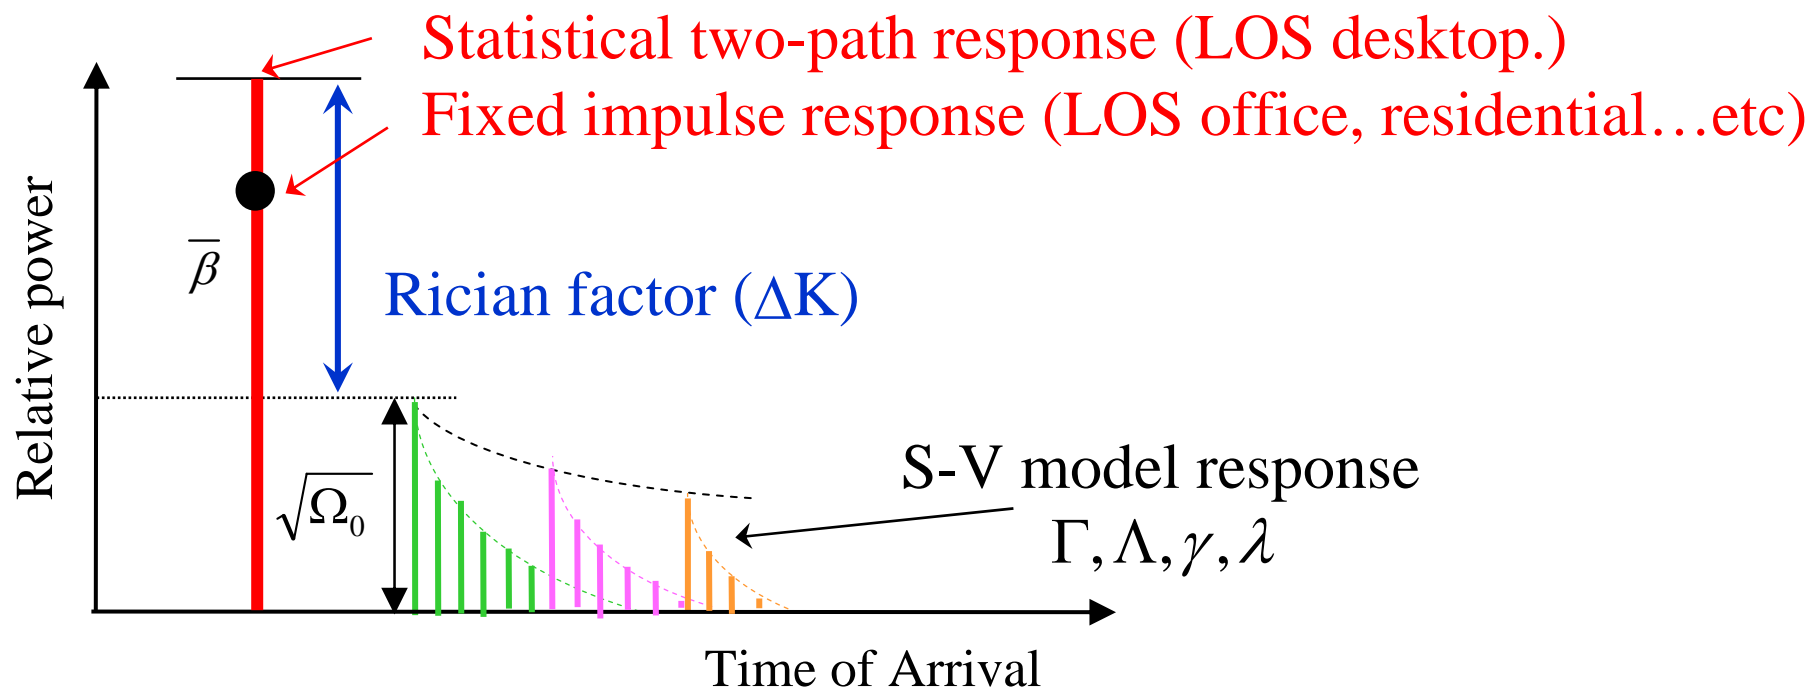 Statistical two-path response (LOS desktop.)
Fixed impulse response (LOS office, residential…etc)
Relative power
β̅
Rician factor (ΔK)
√Ω₀
S-V model response
Γ, Λ, γ, λ
Time of Arrival